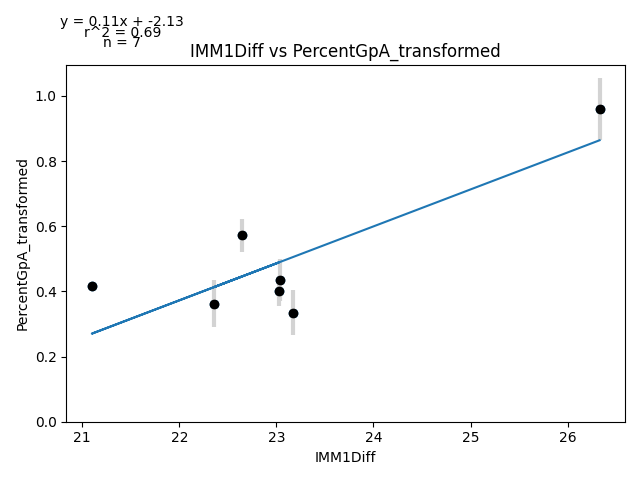 y = 0.11x + -2.13
r^2 = 0.69
n = 7
IMM1Diff vs PercentGpA_transformed
1.0
0.8
0.6
0.4
0.2
0.0
PercentGpA_transformed
21 22 23 24 25 26
IMM1Diff